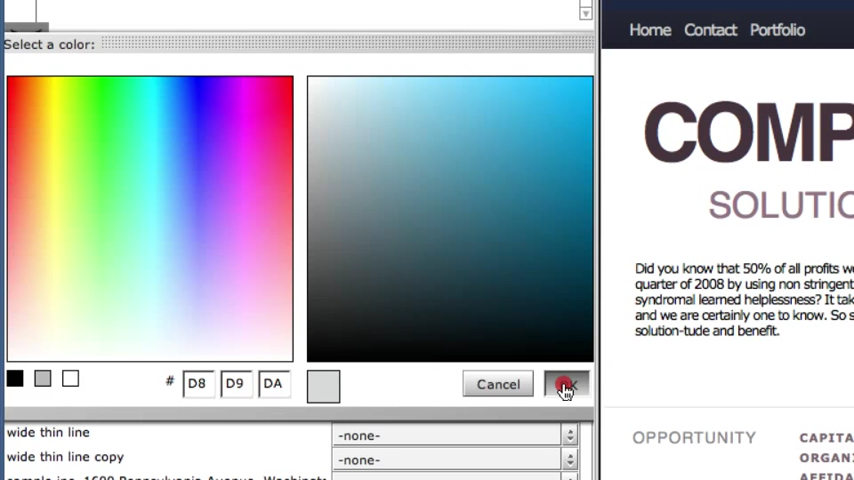 Home Contact Portfolio
Select a color:
COMP
SOLUTIO
Did you know that 50% of all profits we
quarter of 2008 by using non stringent
syndromal learned helplessness? It tak
and we are certainly one to know. So s
solution-tude and benefit.
# D8 D9 DA
Cancel
OPPORTUNITY
CAPITA
ORGANI
AFFIDA
wide thin line
-none-
wide thin line copy
-none-